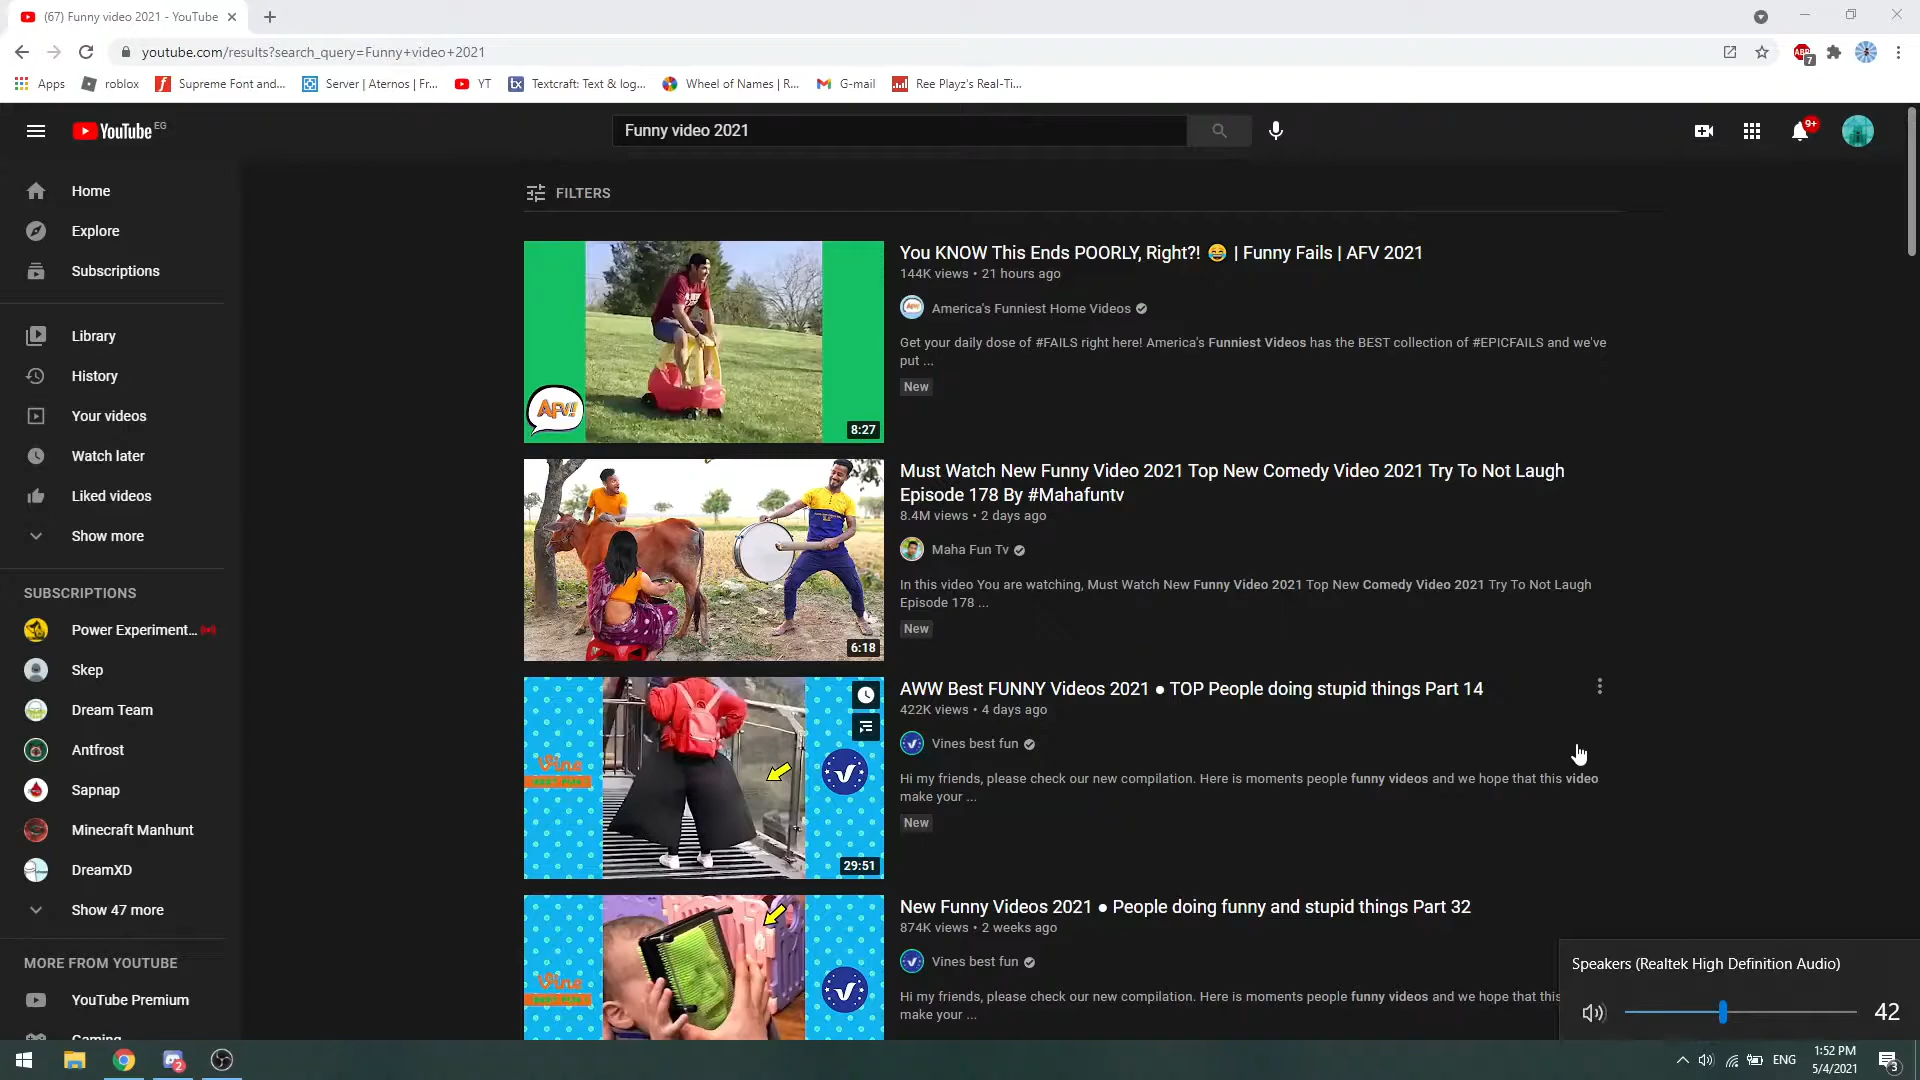 (67) Funny video 2021 - YouTube
youtube.com/results?search_query=Funny+video+2021
ABP
7
Apps
roblox
Supreme Font and...
Server | Aternos | Fr...
YT
Textcraft: Text & log...
Wheel of Names | R...
G-mail
Ree Playz's Real-Ti...
YouTube EG
Funny video 2021
9+
Home
Explore
Subscriptions
Library
History
Your videos
Watch later
Liked videos
Show more
SUBSCRIPTIONS
Power Experiment...
Skep
Dream Team
Antfrost
Sapnap
Minecraft Manhunt
DreamXD
Show 47 more
MORE FROM YOUTUBE
YouTube Premium
Gaming
FILTERS
AFV!
8:27
You KNOW This Ends POORLY, Right?! 😂 | Funny Fails | AFV 2021
144K views • 21 hours ago
America's Funniest Home Videos
Get your daily dose of #FAILS right here! America's Funniest Videos has the BEST collection of #EPICFAILS and we've
put ...
New
6:18
Must Watch New Funny Video 2021 Top New Comedy Video 2021 Try To Not Laugh
Episode 178 By #Mahafuntv
8.4M views • 2 days ago
Maha Fun Tv
In this video You are watching, Must Watch New Funny Video 2021 Top New Comedy Video 2021 Try To Not Laugh
Episode 178 ...
New
Vine
29:51
AWW Best FUNNY Videos 2021 ● TOP People doing stupid things Part 14
422K views • 4 days ago
Vines best fun
Hi my friends, please check our new compilation. Here is moments people funny videos and we hope that this video
make your ...
New
Vine
New Funny Videos 2021 ● People doing funny and stupid things Part 32
874K views • 2 weeks ago
Vines best fun
Hi my friends, please check our new compilation. Here is moments people funny videos and we hope that this
make your ...
Speakers (Realtek High Definition Audio)
42
2
ENG
1:52 PM
5/4/2021
3